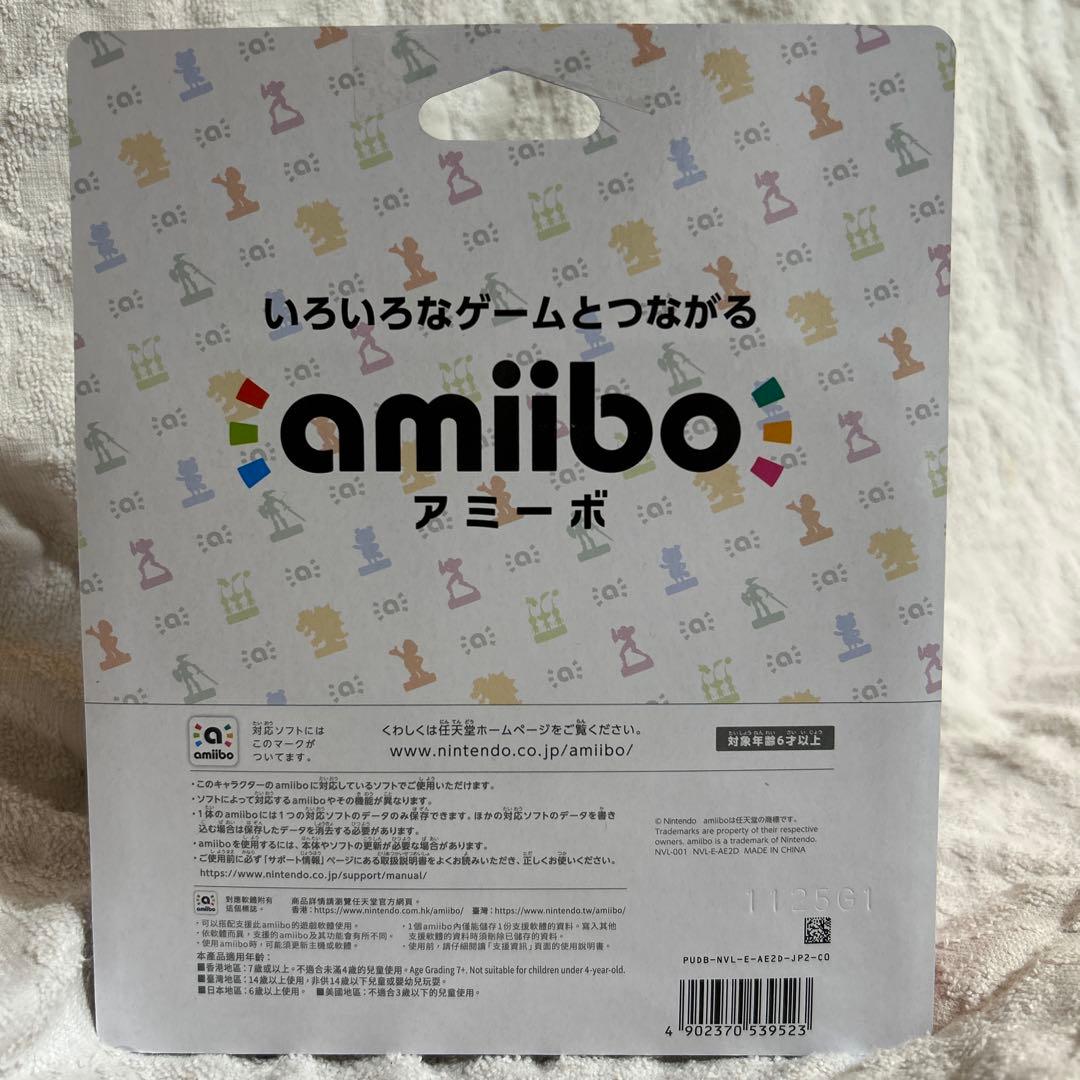 いろいろなゲームとつながる
amiibo
アミーボ
amiibo
対応ソフトには
このマークが
ついてます。
くわしくは任天堂ホームページをご覧ください。
www.nintendo.co.jp/amiibo/
対象年齢6才以上
・このキャラクターのamiiboに対応しているソフトでご使用いただけます。
・ソフトによって対応するamiiboやその機能が異なります。
・1体のamiiboには1つの対応ソフトのデータのみ保存できます。ほかの対応ソフトのデータを書き
込む場合は保存したデータを消去する必要があります。
・amiiboを使用するには、本体やソフトの更新が必要な場合があります。
・ご使用前に必ず「サポート情報」ページにある取扱説明書をよくお読みいただき、正しくお使いください。
https://www.nintendo.co.jp/support/manual/
© Nintendo amiiboは任天堂の商標です。
Trademarks are property of their respective
owners. amiibo is a trademark of Nintendo.
NVL-001 NVL-E-AE2D MADE IN CHINA
1125G1
amiibo
對應軟體附有
這個標誌。
商品詳情請瀏覽任天堂官方網頁。
香港:https://www.nintendo.com.hk/amiibo/ 臺灣:https://www.nintendo.tw/amiibo/
・可以搭配支援此amiibo的遊戲軟體使用。
・依軟體而異,支援的amiibo及其功能會有所不同。
・使用amiibo時,可能須更新主機或軟體。
・1個amiibo內僅能儲存1份支援軟體的資料。寫入其他
支援軟體的資料時須刪除已儲存的資料。
・使用前,請仔細閱讀「支援資訊」頁面的使用說明書。
本產品適用於:
■香港地區:7歲或以上。不適合未滿4歲的兒童使用。Age Grading 7+. Not suitable for children under 4-year-old.
■臺灣地區:14歲以上使用,非供14歲以下兒童或嬰幼兒玩耍。
■日本地區:6歲以上使用。 ■美國地區:不適合3歲以下的兒童使用。
PUDB-NVL-E-AE2D-JP2-C0
4 902370 539523